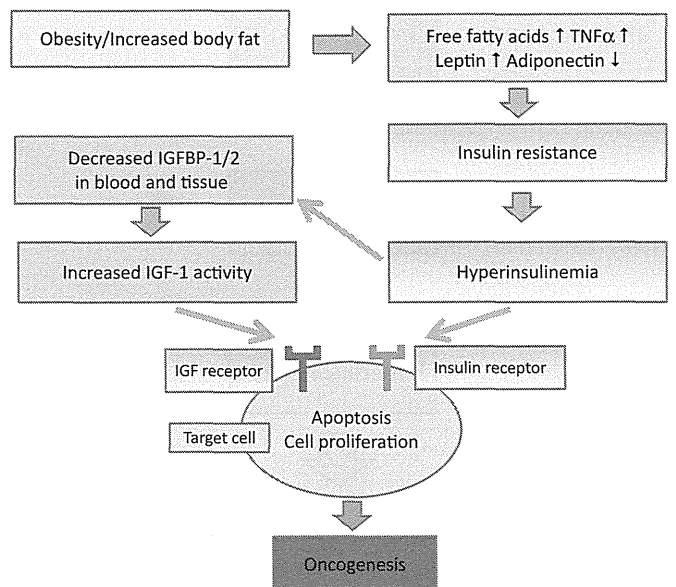 Obesity/Increased body fat
Free fatty acids ↑ TNFα ↑
Leptin ↑ Adiponectin ↓
Insulin resistance
Hyperinsulinemia
Decreased IGFBP-1/2
in blood and tissue
Increased IGF-1 activity
IGF receptor
Insulin receptor
Apoptosis
Cell proliferation
Target cell
Oncogenesis